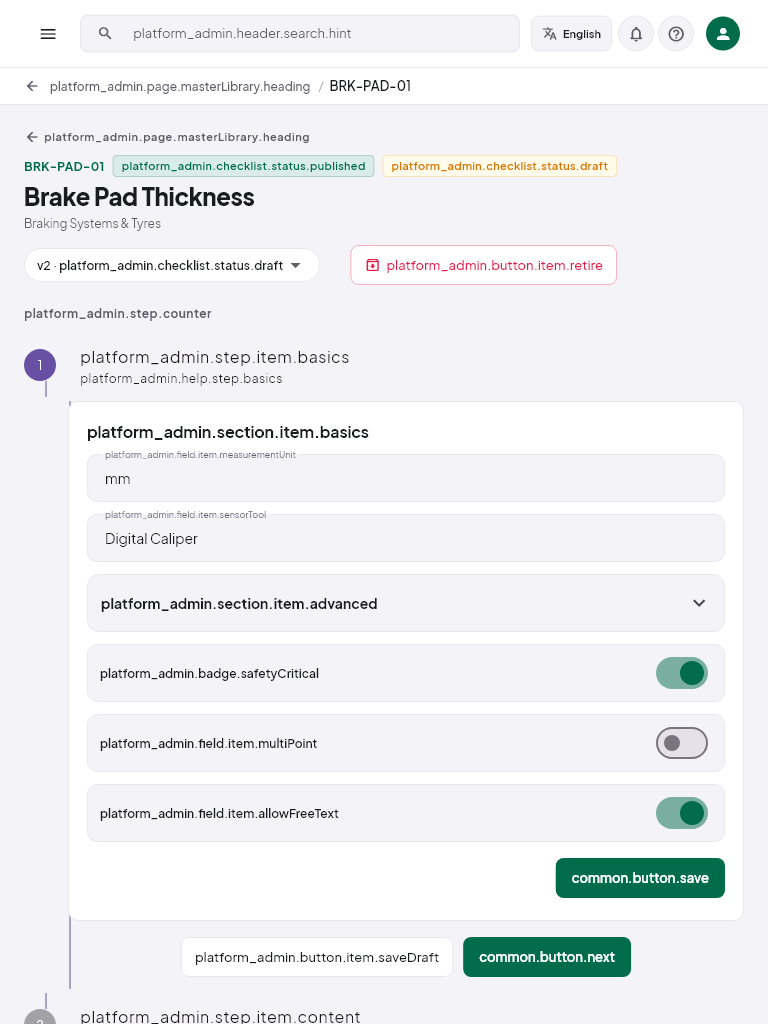 platform_admin.header.search.hint
English
platform_admin.page.masterLibrary.heading / BRK-PAD-01
platform_admin.page.masterLibrary.heading
BRK-PAD-01 platform_admin.checklist.status.published platform_admin.checklist.status.draft
Brake Pad Thickness
Braking Systems & Tyres
v2 · platform_admin.checklist.status.draft
platform_admin.button.item.retire
platform_admin.step.counter
1
platform_admin.step.item.basics
platform_admin.help.step.basics
platform_admin.section.item.basics
platform_admin.field.item.measurementUnit
mm
platform_admin.field.item.sensorTool
Digital Caliper
platform_admin.section.item.advanced
platform_admin.badge.safetyCritical
platform_admin.field.item.multiPoint
platform_admin.field.item.allowFreeText
common.button.save
platform_admin.button.item.saveDraft
common.button.next
2
platform_admin.step.item.content